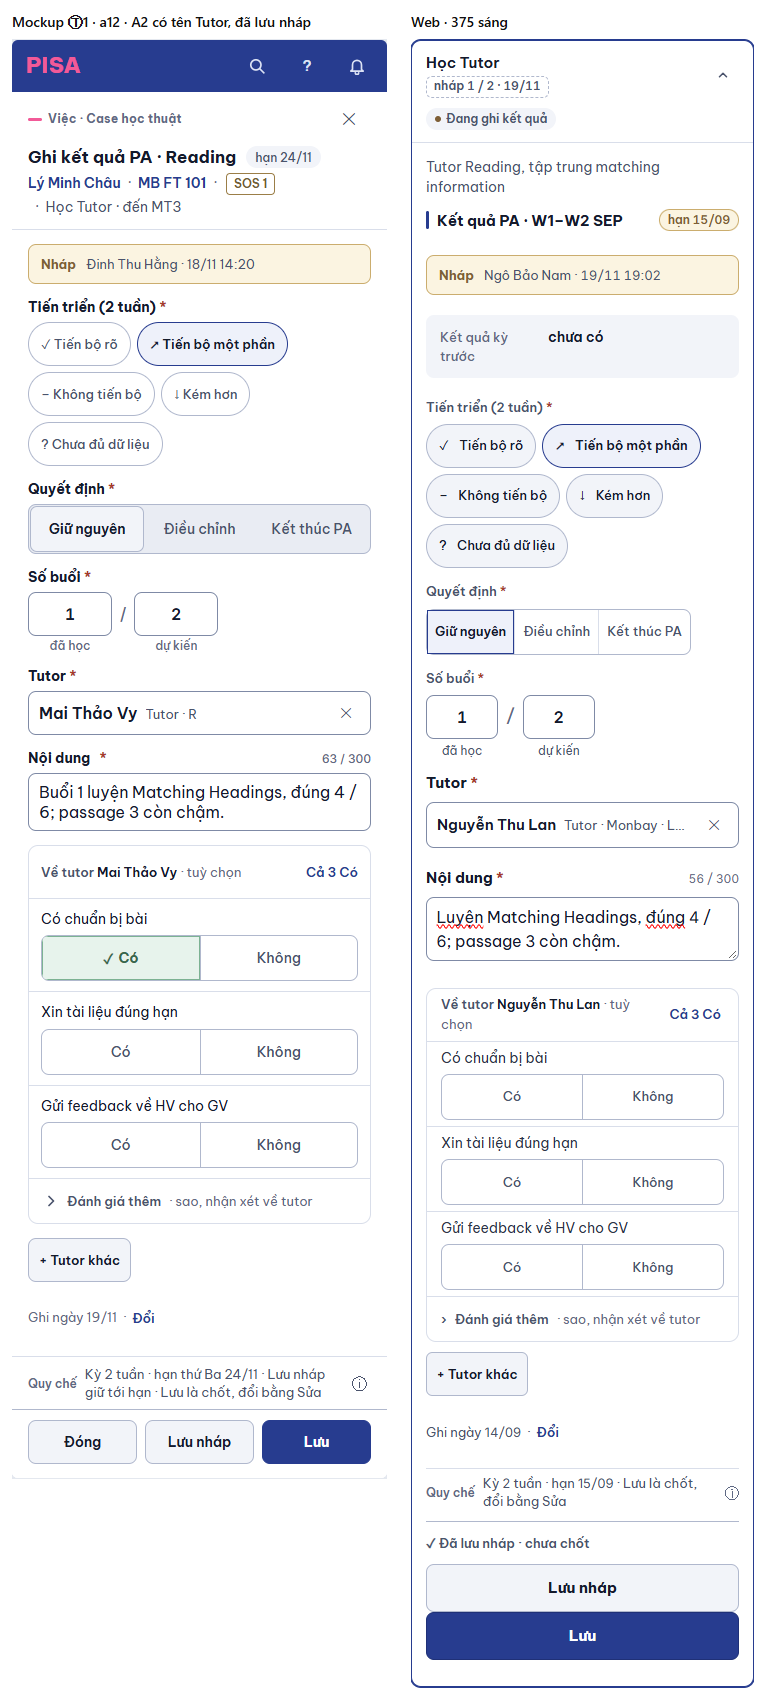 Mockup Ⓣ1 · a12 · A2 có tên Tutor, đã lưu nháp
PISA
?
Việc · Case học thuật
Ghi kết quả PA · Reading hạn 24/11
Lý Minh Châu · MB FT 101 · SOS 1
· Học Tutor · đến MT3
Nháp Đinh Thu Hằng · 18/11 14:20
Tiến triển (2 tuần) *
✓ Tiến bộ rõ ↗ Tiến bộ một phần
– Không tiến bộ ↓ Kém hơn
? Chưa đủ dữ liệu
Quyết định *
Giữ nguyên Điều chỉnh Kết thúc PA
Số buổi *
1 / 2
đã học dự kiến
Tutor *
Mai Thảo Vy Tutor · R
Nội dung * 63 / 300
Buổi 1 luyện Matching Headings, đúng 4 /
6; passage 3 còn chậm.
Về tutor Mai Thảo Vy · tuỳ chọn Cả 3 Có
Có chuẩn bị bài
✓ Có Không
Xin tài liệu đúng hạn
Có Không
Gửi feedback về HV cho GV
Có Không
Đánh giá thêm · sao, nhận xét về tutor
+ Tutor khác
Ghi ngày 19/11 · Đổi
Quy chế Kỳ 2 tuần · hạn thứ Ba 24/11 · Lưu nháp
giữ tới hạn · Lưu là chốt, đổi bằng Sửa
Đóng Lưu nháp Lưu
Web · 375 sáng
Học Tutor
nháp 1 / 2 · 19/11
Đang ghi kết quả
Tutor Reading, tập trung matching
information
Kết quả PA · W1–W2 SEP hạn 15/09
Nháp Ngô Bảo Nam · 19/11 19:02
Kết quả kỳ
trước chưa có
Tiến triển (2 tuần) *
✓ Tiến bộ rõ ↗ Tiến bộ một phần
– Không tiến bộ ↓ Kém hơn
? Chưa đủ dữ liệu
Quyết định *
Giữ nguyên Điều chỉnh Kết thúc PA
Số buổi *
1 / 2
đã học dự kiến
Tutor *
Nguyễn Thu Lan Tutor · Monbay · L...
Nội dung * 56 / 300
Luyện Matching Headings, đúng 4 /
6; passage 3 còn chậm.
Về tutor Nguyễn Thu Lan · tuỳ
chọn Cả 3 Có
Có chuẩn bị bài
Có Không
Xin tài liệu đúng hạn
Có Không
Gửi feedback về HV cho GV
Có Không
Đánh giá thêm · sao, nhận xét về tutor
+ Tutor khác
Ghi ngày 14/09 · Đổi
Quy chế Kỳ 2 tuần · hạn 15/09 · Lưu là chốt,
đổi bằng Sửa
✓ Đã lưu nháp · chưa chốt
Lưu nháp
Lưu